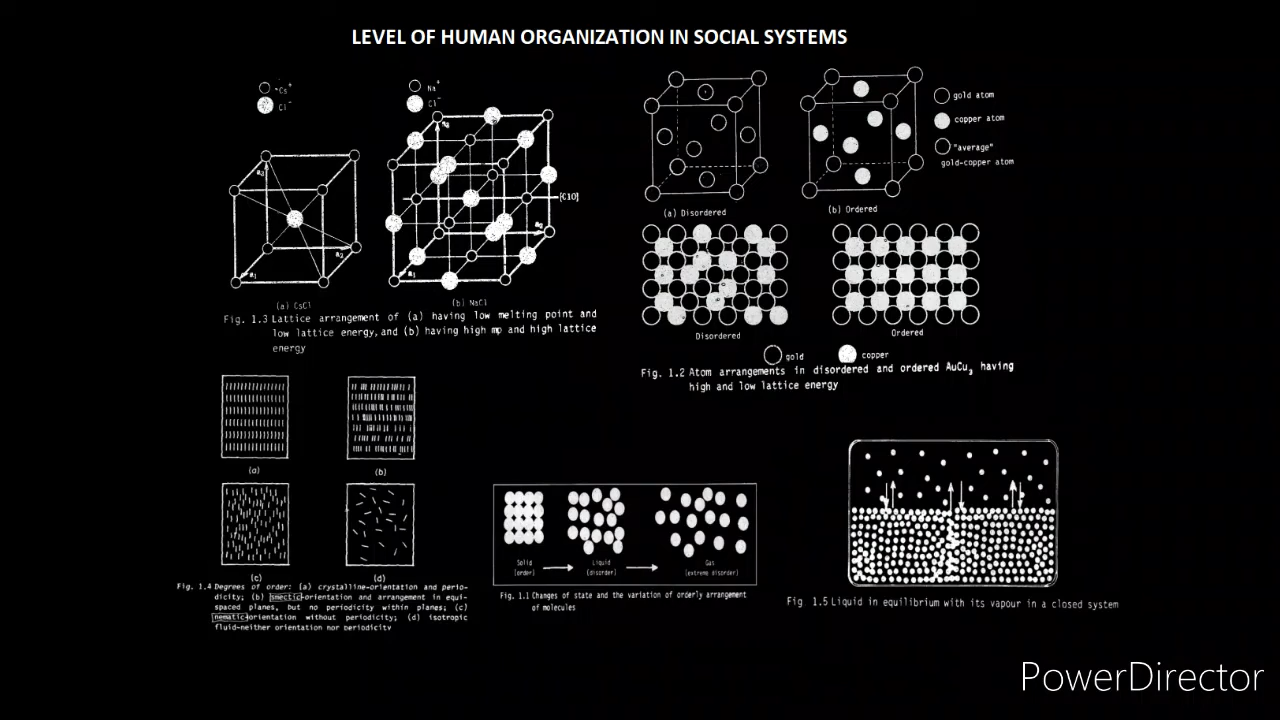 LEVEL OF HUMAN ORGANIZATION IN SOCIAL SYSTEMS
Cs⁺
Cl⁻
Na⁺
Cl⁻
a₃
a₂
a₁
(a) CsCl
a₃
[010]
a₂
a₁
(b) NaCl
Fig. 1.3 Lattice arrangement of (a) having low melting point and
low lattice energy, and (b) having high mp and high lattice
energy
gold atom
copper atom
"average"
gold-copper atom
(a) Disordered
(b) Ordered
Disordered
Ordered
gold
copper
Fig. 1.2 Atom arrangements in disordered and ordered AuCu₃ having
high and low lattice energy
(a)
(b)
(c)
(d)
Fig. 1.4 Degrees of order: (a) crystalline-orientation and perio-
dicity; (b) smectic-orientation and arrangement in equi-
spaced planes, but no periodicity within planes; (c)
nematic-orientation without periodicity; (d) isotropic
fluid-neither orientation nor periodicity
Solid
(order)
Liquid
(disorder)
Gas
(extreme disorder)
Fig. 1.1 Changes of state and the variation of orderly arrangement
of molecules
Fig 1.5 Liquid in equilibrium with its vapour in a closed system
PowerDirector